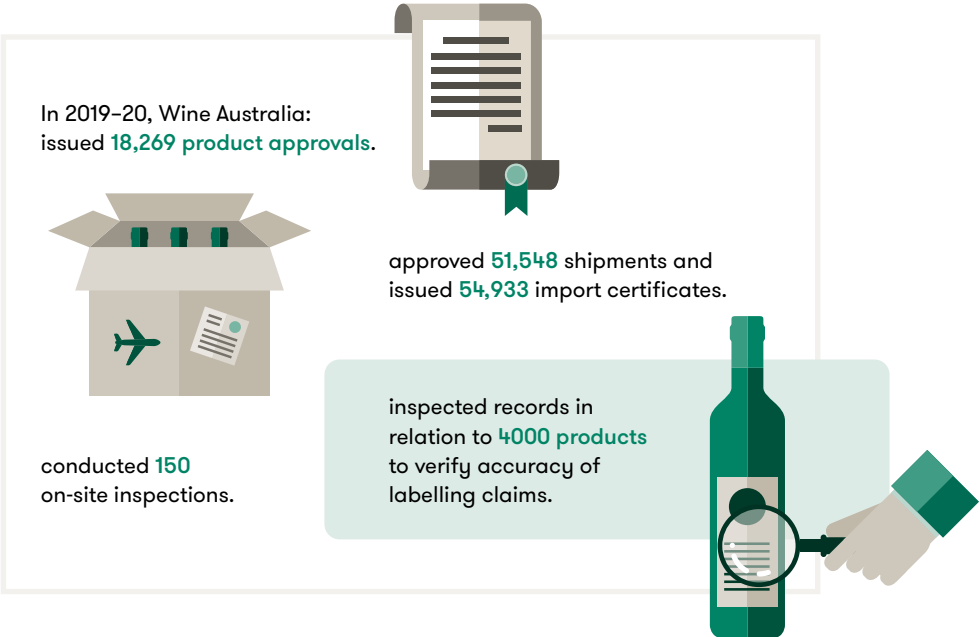 In 2019–20, Wine Australia:
issued 18,269 product approvals.
approved 51,548 shipments and
issued 54,933 import certificates.
inspected records in
relation to 4000 products
to verify accuracy of
labelling claims.
conducted 150
on-site inspections.